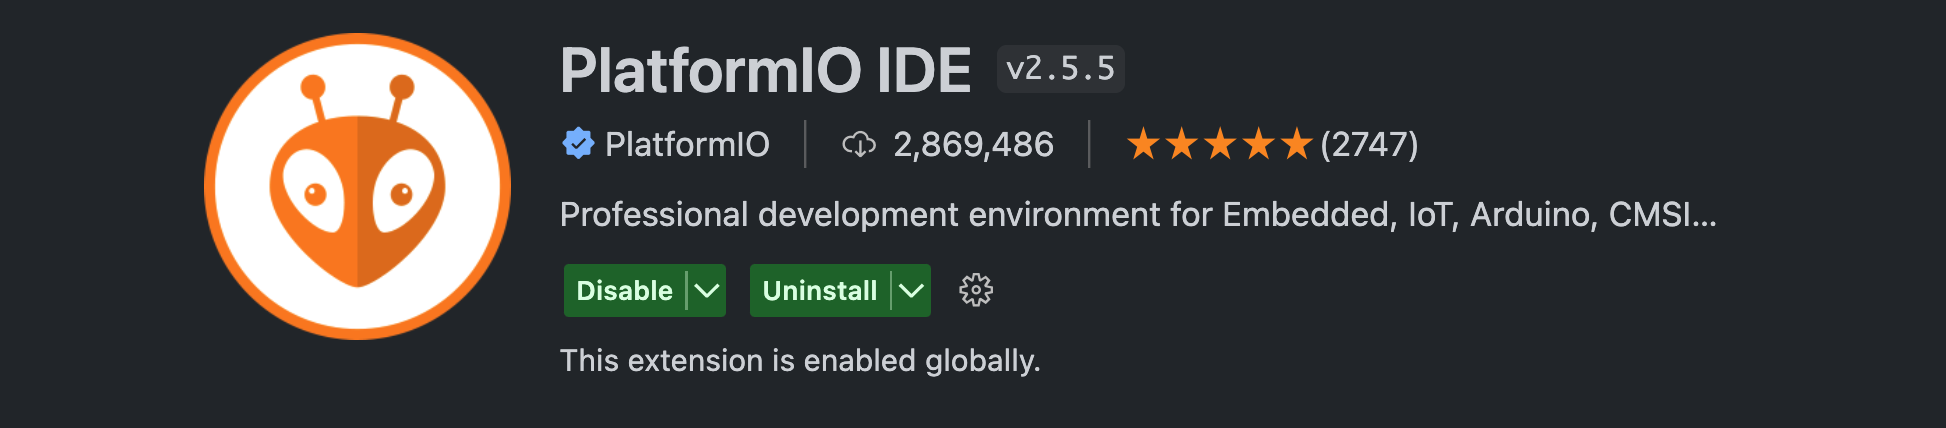 PlatformIO IDE v2.5.5
PlatformIO 2,869,486 (2747)
Professional development environment for Embedded, IoT, Arduino, CMSI...
Disable Uninstall
This extension is enabled globally.